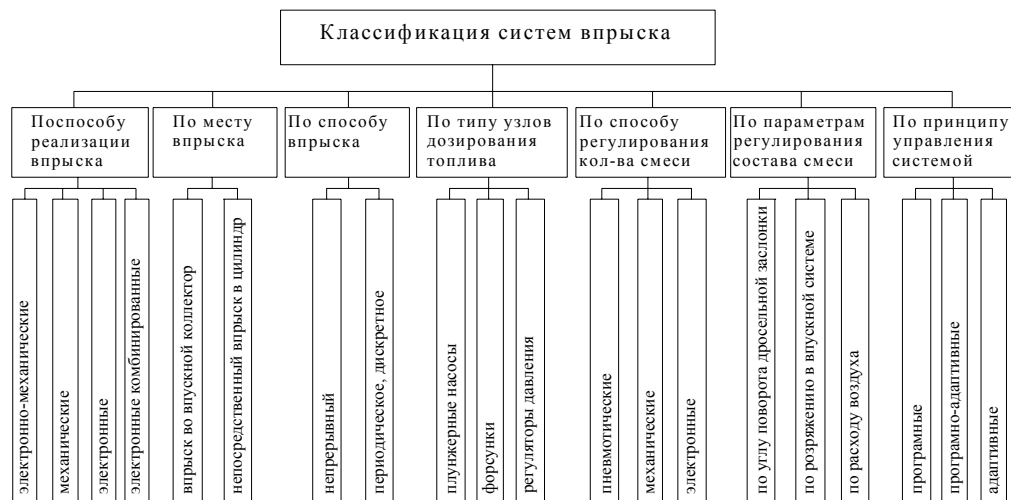 Классификация систем впрыска
Поспособу
реализации
впрыска
По месту
впрыска
По способу
впрыска
По типу узлов
дозирования
топлива
По способу
регулирования
кол-ва смеси
По параметрам
регулирования
состава смеси
По принципу
управления
системой
электронно-механические
механические
электронные
электронные комбинированные
впрыск во впускной коллектор
непосредственный впрыск в цилиндр
непрерывный
периодическое, дискретное
плунжерные насосы
форсунки
регуляторы давления
пневмотические
механические
электронные
по углу поворота дросельной заслонки
по розряжению в впускной системе
по расходу воздуха
програмные
програмно-адаптивные
адаптивные